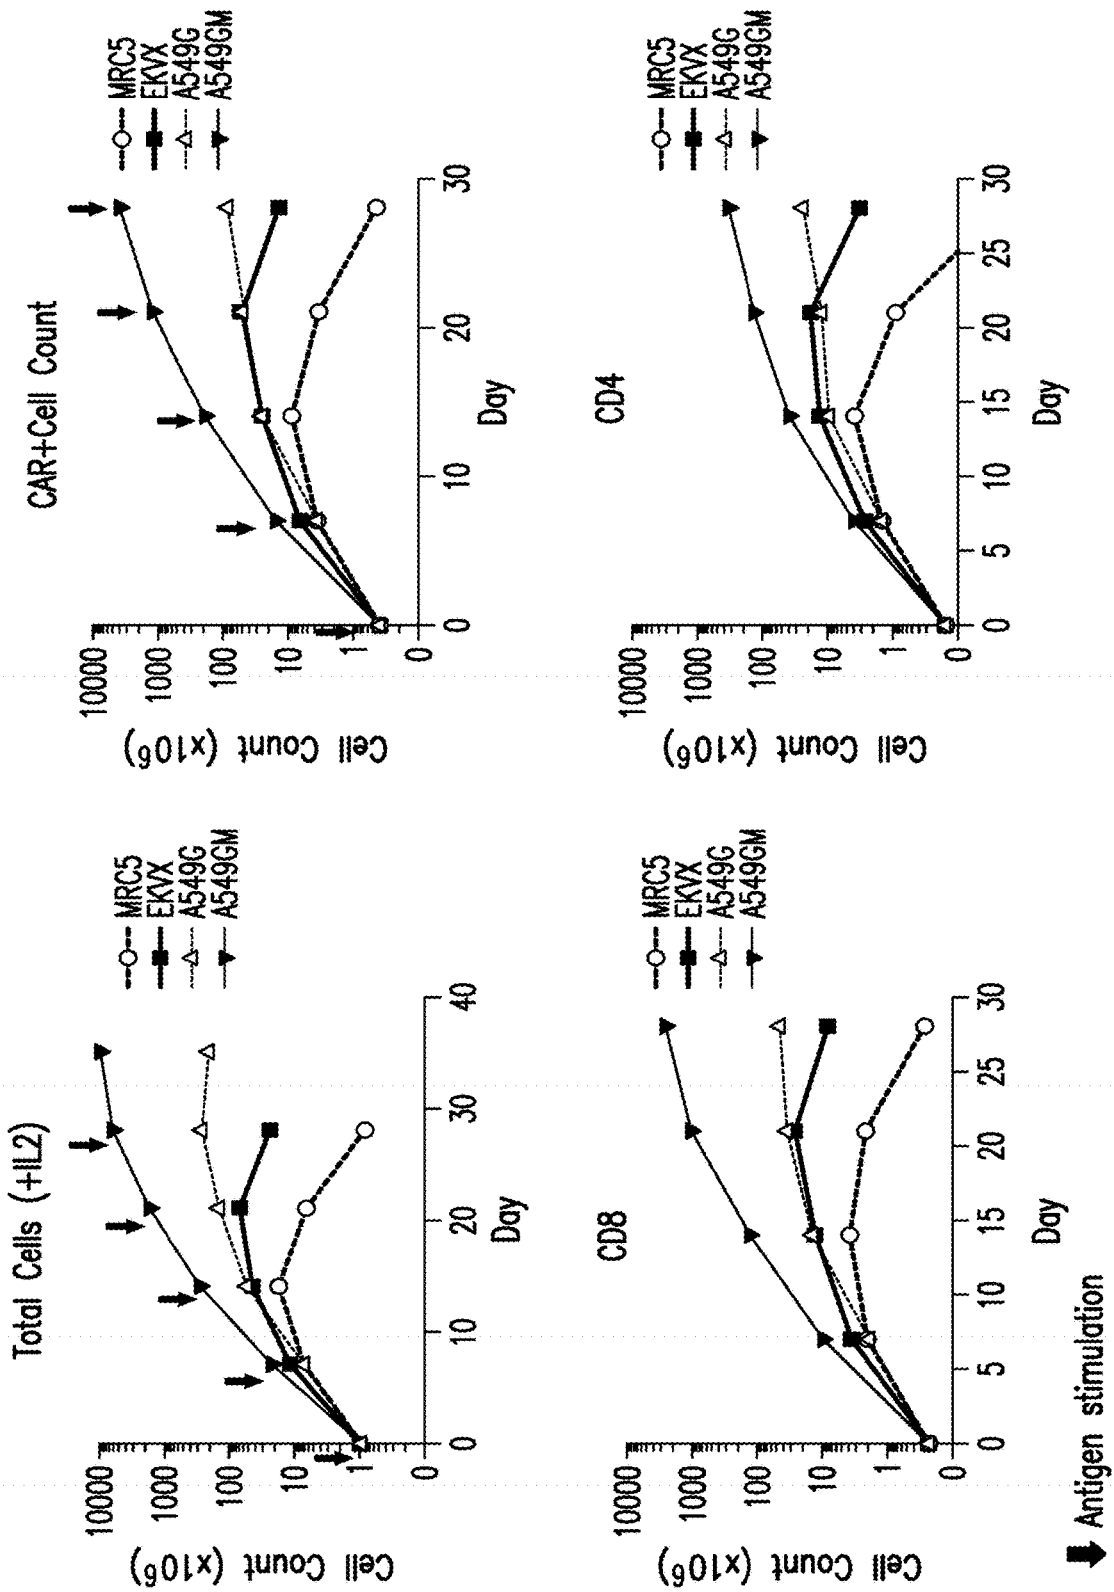 Total Cells (+IL2)
Cell Count (x10⁶)
10000
1000
100
10
1
0
0
10
20
30
40
Day
MRC5
EKVX
A549G
A549GM
CAR+Cell Count
Cell Count (x10⁶)
10000
1000
100
10
1
0
0
10
20
30
Day
MRC5
EKVX
A549G
A549GM
CD8
Cell Count (x10⁶)
10000
1000
100
10
1
0
0
5
10
15
20
25
30
Day
MRC5
EKVX
A549G
A549GM
CD4
Cell Count (x10⁶)
10000
1000
100
10
1
0
0
5
10
15
20
25
30
Day
MRC5
EKVX
A549G
A549GM
Antigen stimulation